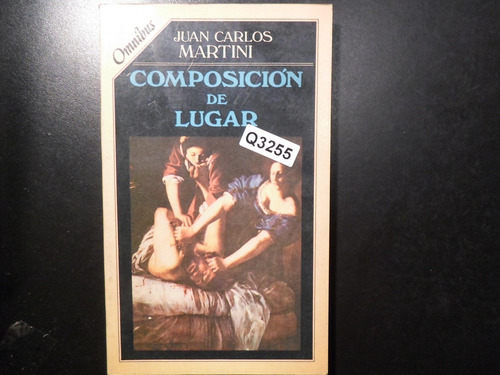 Omnibus
JUAN CARLOS
MARTINI
COMPOSICIÓN
DE
LUGAR
Q3255